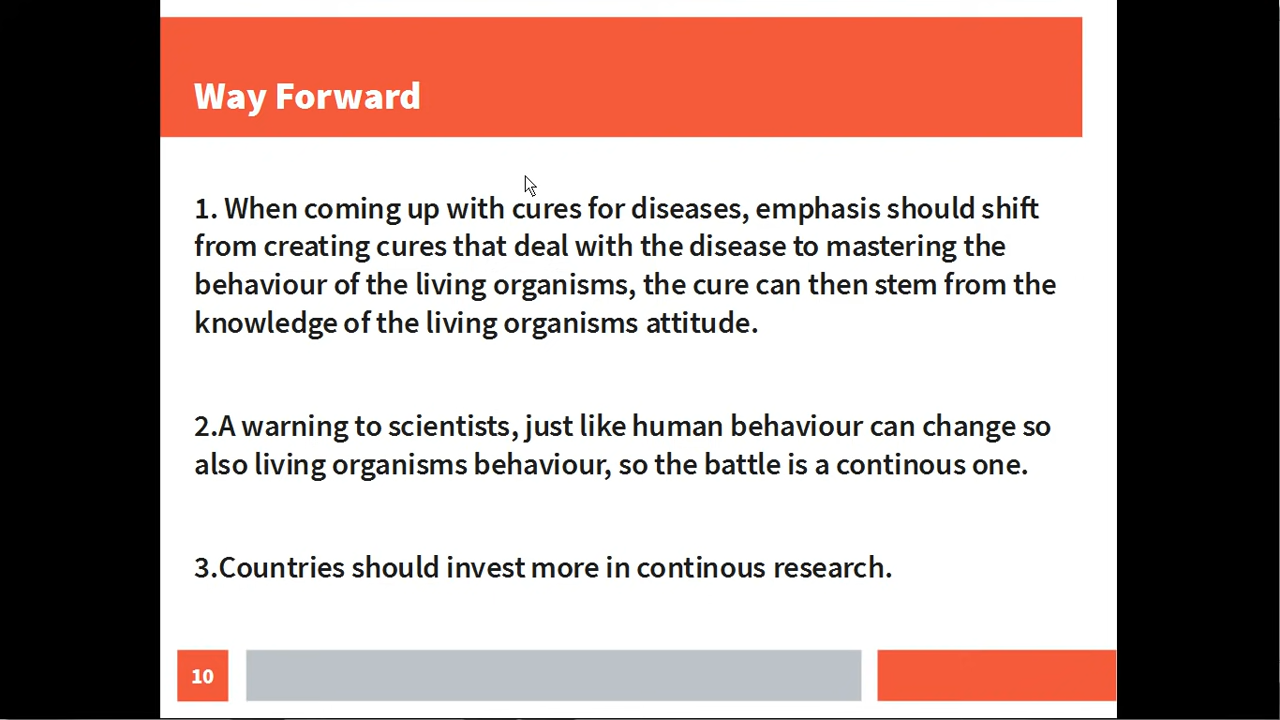 Way Forward
1. When coming up with cures for diseases, emphasis should shift
from creating cures that deal with the disease to mastering the
behaviour of the living organisms, the cure can then stem from the
knowledge of the living organisms attitude.
2.A warning to scientists, just like human behaviour can change so
also living organisms behaviour, so the battle is a continous one.
3.Countries should invest more in continous research.
10